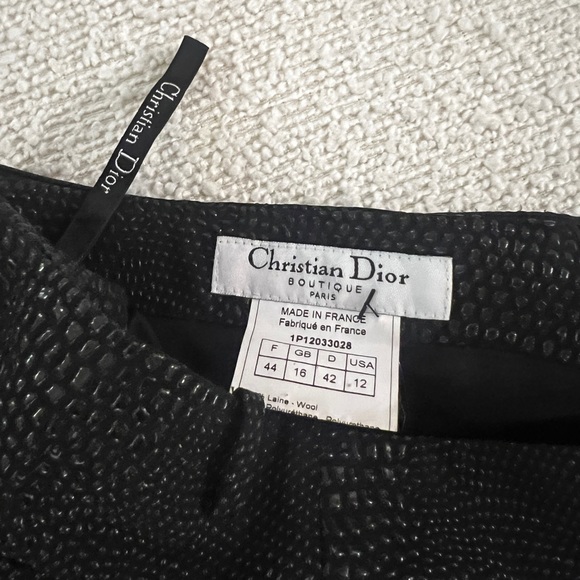 Christian Dior
Christian Dior
BOUTIQUE
PARIS
MADE IN FRANCE
Fabriqué en France
1P12033028
F GB D USA
44 16 42 12
Laine - Wool